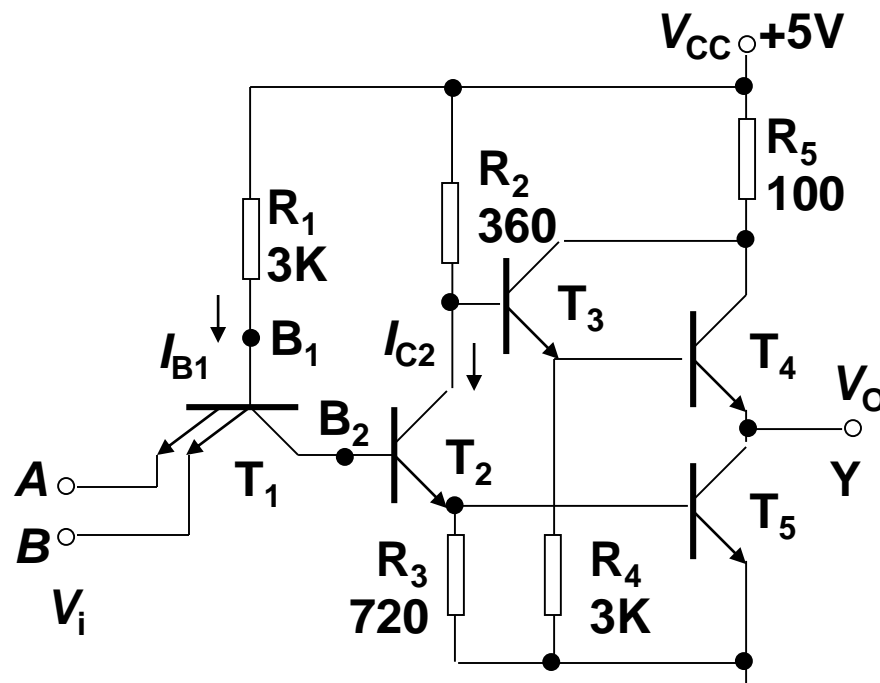 VCC +5V
R5
100
R2
360
R1
3K
T3
IB1
B1
IC2
T4
VO
B2
T1
T2
A
Y
T5
B
R3
720
R4
3K
Vi